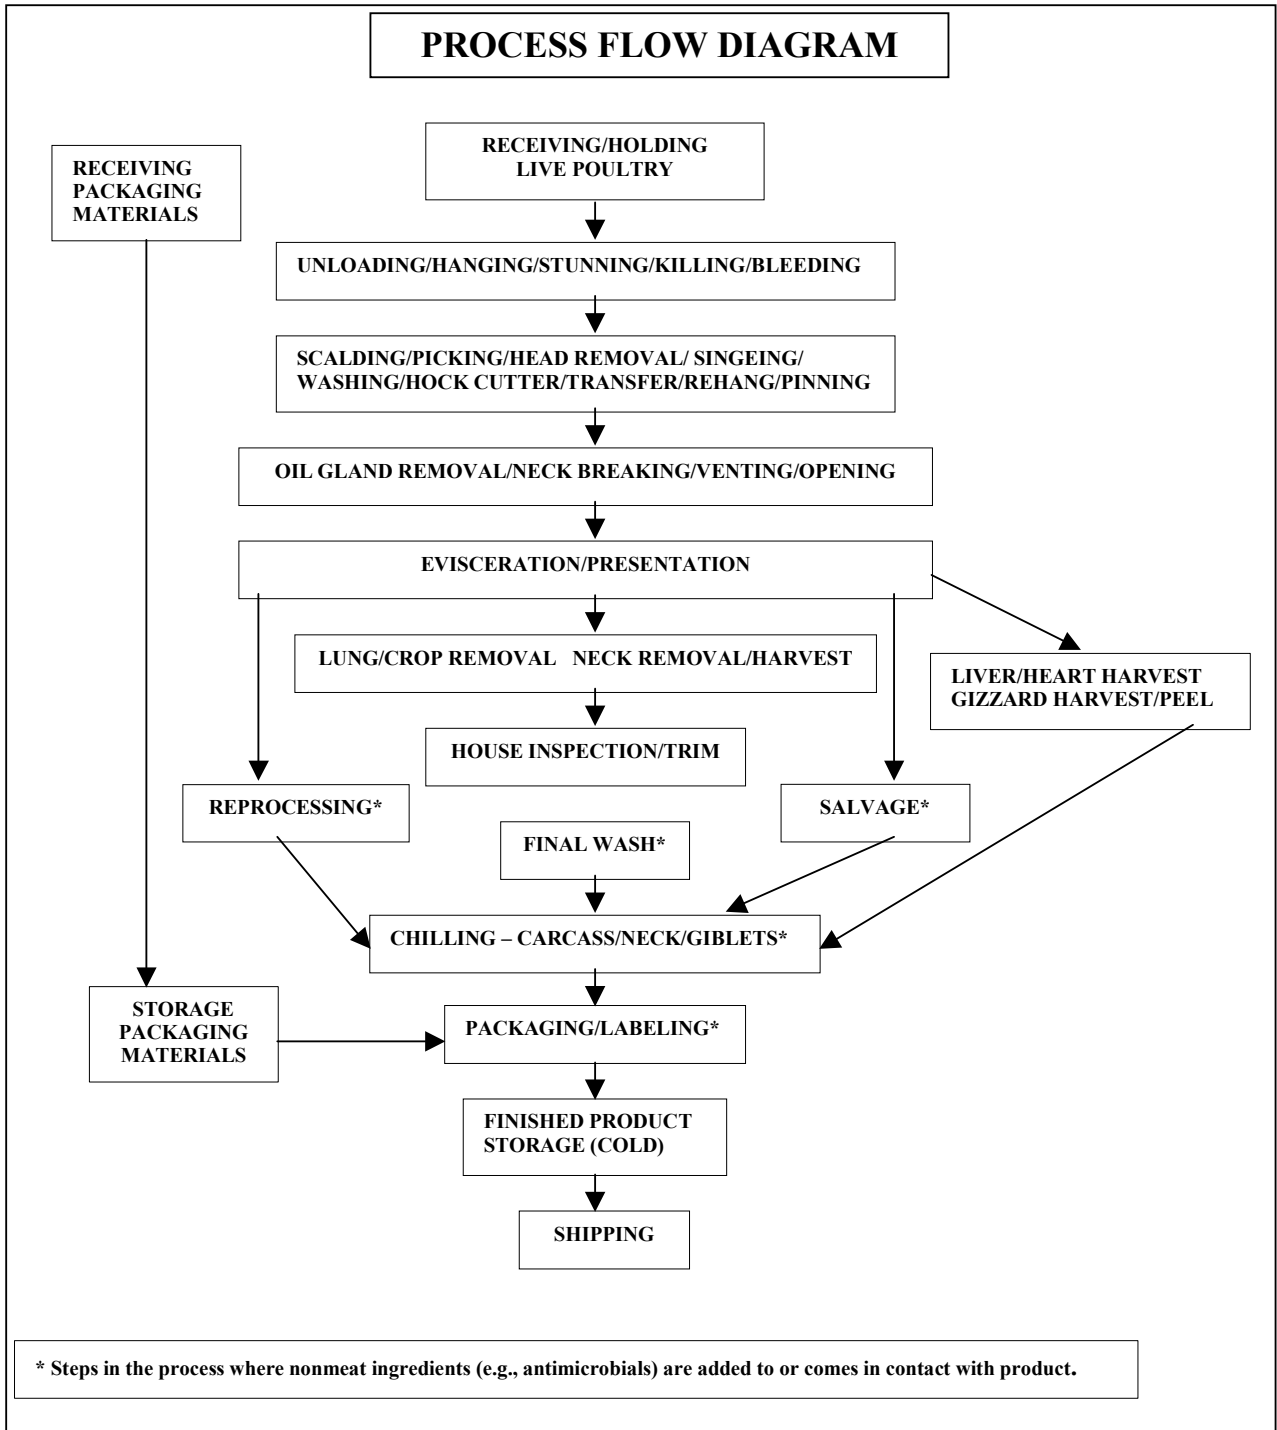 PROCESS FLOW DIAGRAM
RECEIVING/HOLDING
LIVE POULTRY
RECEIVING
PACKAGING
MATERIALS
UNLOADING/HANGING/STUNNING/KILLING/BLEEDING
SCALDING/PICKING/HEAD REMOVAL/ SINGEING/
WASHING/HOCK CUTTER/TRANSFER/REHANG/PINNING
OIL GLAND REMOVAL/NECK BREAKING/VENTING/OPENING
EVISCERATION/PRESENTATION
LUNG/CROP REMOVAL NECK REMOVAL/HARVEST
LIVER/HEART HARVEST
GIZZARD HARVEST/PEEL
HOUSE INSPECTION/TRIM
REPROCESSING*
SALVAGE*
FINAL WASH*
CHILLING – CARCASS/NECK/GIBLETS*
STORAGE
PACKAGING
MATERIALS
PACKAGING/LABELING*
FINISHED PRODUCT
STORAGE (COLD)
SHIPPING
* Steps in the process where nonmeat ingredients (e.g., antimicrobials) are added to or comes in contact with product.